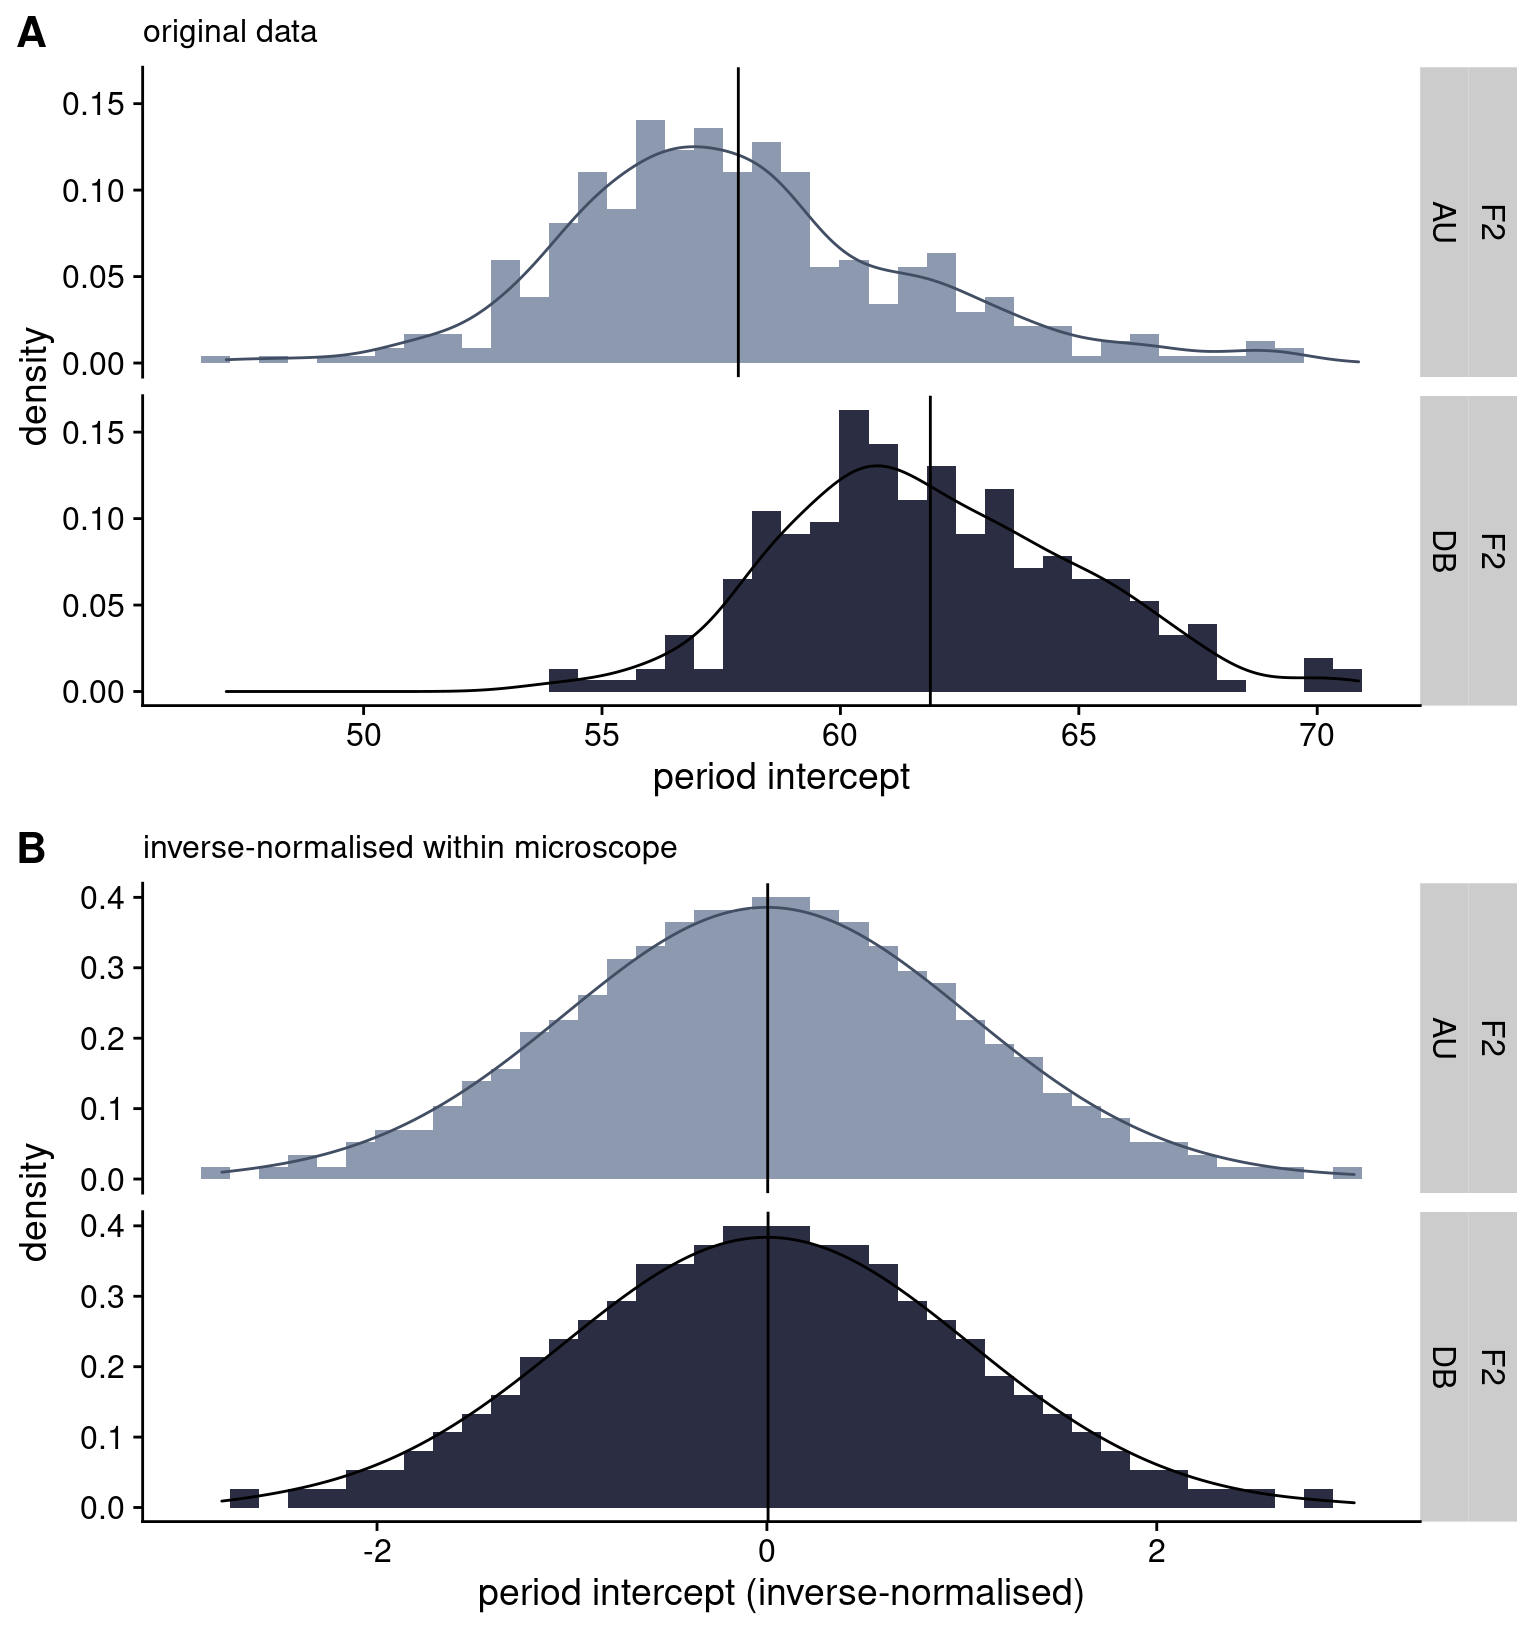 A
original data
density
0.15
0.10
0.05
0.00
AU
F2
0.15
0.10
0.05
0.00
DB
F2
50 55 60 65 70
period intercept
B
inverse-normalised within microscope
density
0.4
0.3
0.2
0.1
0.0
AU
F2
0.4
0.3
0.2
0.1
0.0
DB
F2
-2 0 2
period intercept (inverse-normalised)